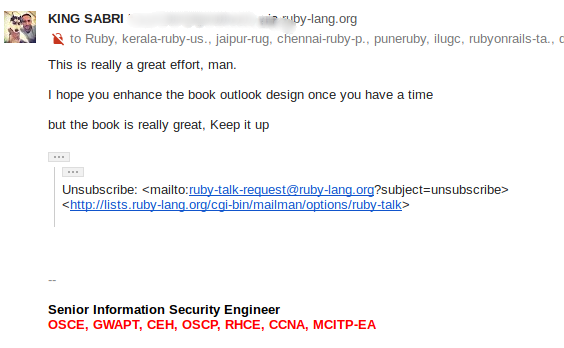 KING SABRI via ruby-lang.org
to Ruby, kerala-ruby-us., jaipur-rug, chennai-ruby-p., puneruby, ilugc, rubyonrails-ta.,
This is really a great effort, man.
I hope you enhance the book outlook design once you have a time
but the book is really great, Keep it up
Unsubscribe: <mailto:ruby-talk-request@ruby-lang.org?subject=unsubscribe>
<http://lists.ruby-lang.org/cgi-bin/mailman/options/ruby-talk>
--
Senior Information Security Engineer
OSCE, GWAPT, CEH, OSCP, RHCE, CCNA, MCITP-EA